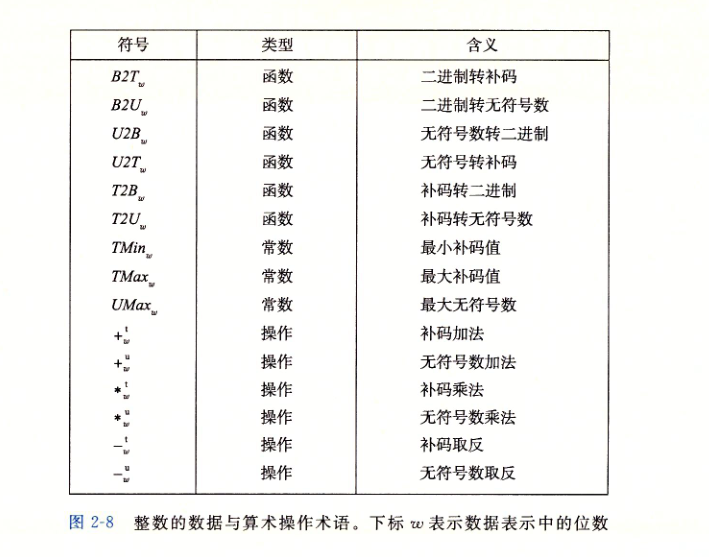 符号 类型 含义
B2T_w 函数 二进制转补码
B2U_w 函数 二进制转无符号数
U2B_w 函数 无符号数转二进制
U2T_w 函数 无符号转补码
T2B_w 函数 补码转二进制
T2U_w 函数 补码转无符号数
TMin_w 常数 最小补码值
TMax_w 常数 最大补码值
UMax_w 常数 最大无符号数
+^t_w 操作 补码加法
+^u_w 操作 无符号数加法
*^t_w 操作 补码乘法
*^u_w 操作 无符号数乘法
-^t_w 操作 补码取反
-^u_w 操作 无符号数取反
图 2-8 整数的数据与算术操作术语。下标 w 表示数据表示中的位数